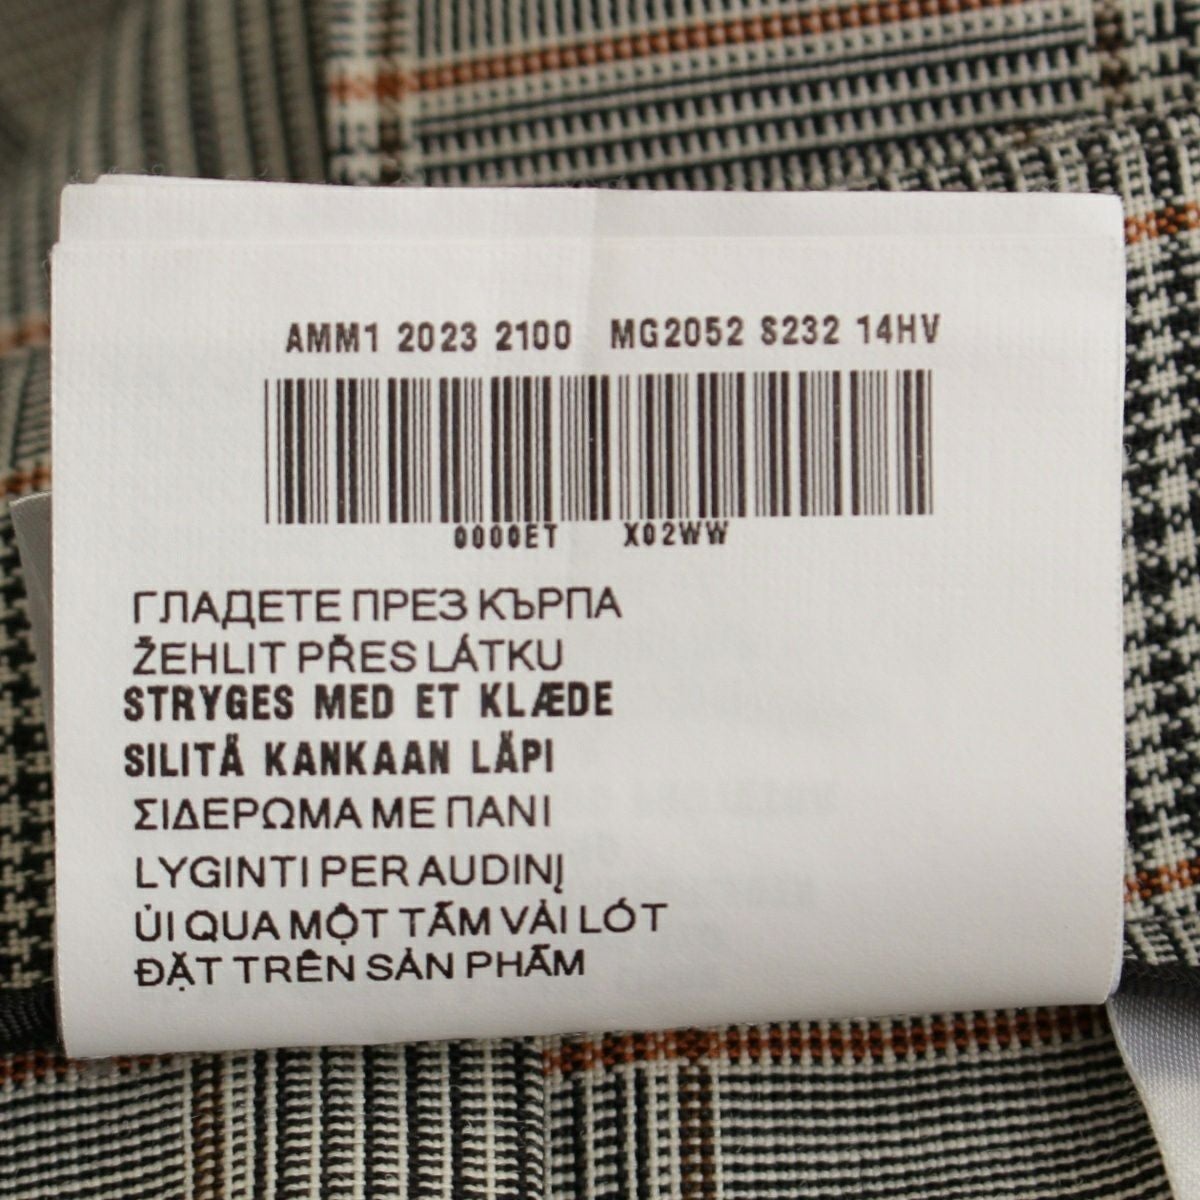 AMM1 2023 2100 MG2052 S232 14HV
0000ET X02WW
ГЛАДЕТЕ ПРЕЗ КЪРПА
ŽEHLIT PŘES LÁTKU
STRYGES MED ET KLÆDE
SILITÄ KANKAAN LÄPI
ΣΙΔΕΡΩΜΑ ΜΕ ΠΑΝΙ
LYGINTI PER AUDINĮ
ỦI QUA MỘT TẤM VẢI LÓT
ĐẶT TRÊN SẢN PHẨM